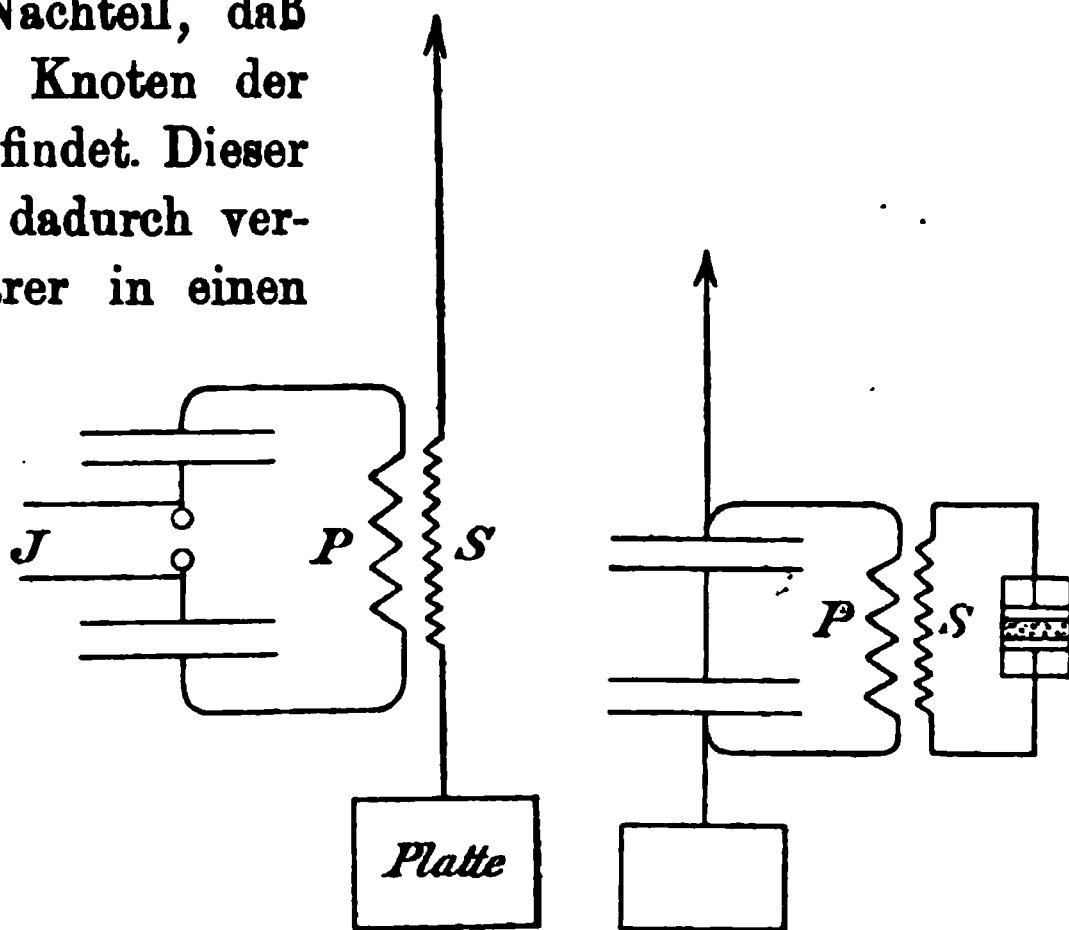 Nachteil, daß
Knoten der
findet. Dieser
dadurch ver-
rer in einen
J
P
S
P
S
Platte